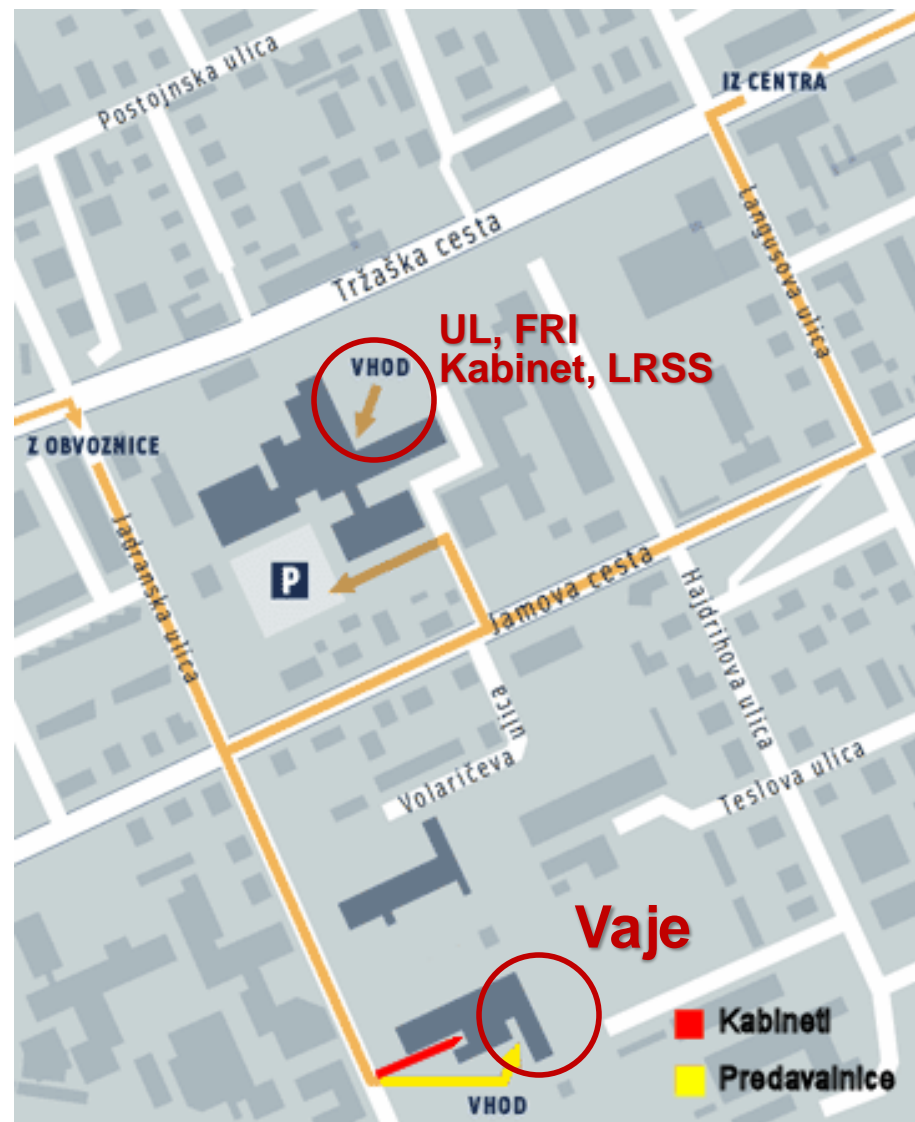 Postojnska ulica
IZ CENTRA
Langusova ulica
Tržaška cesta
UL, FRI
Kabinet, LRSS
VHOD
Z OBVOZNICE
Jadranska ulica
P
Jamova cesta
Hajdrihova ulica
Volaričeva
ulica
Teslova ulica
Vaje
Kabineti
Predavalnice
VHOD